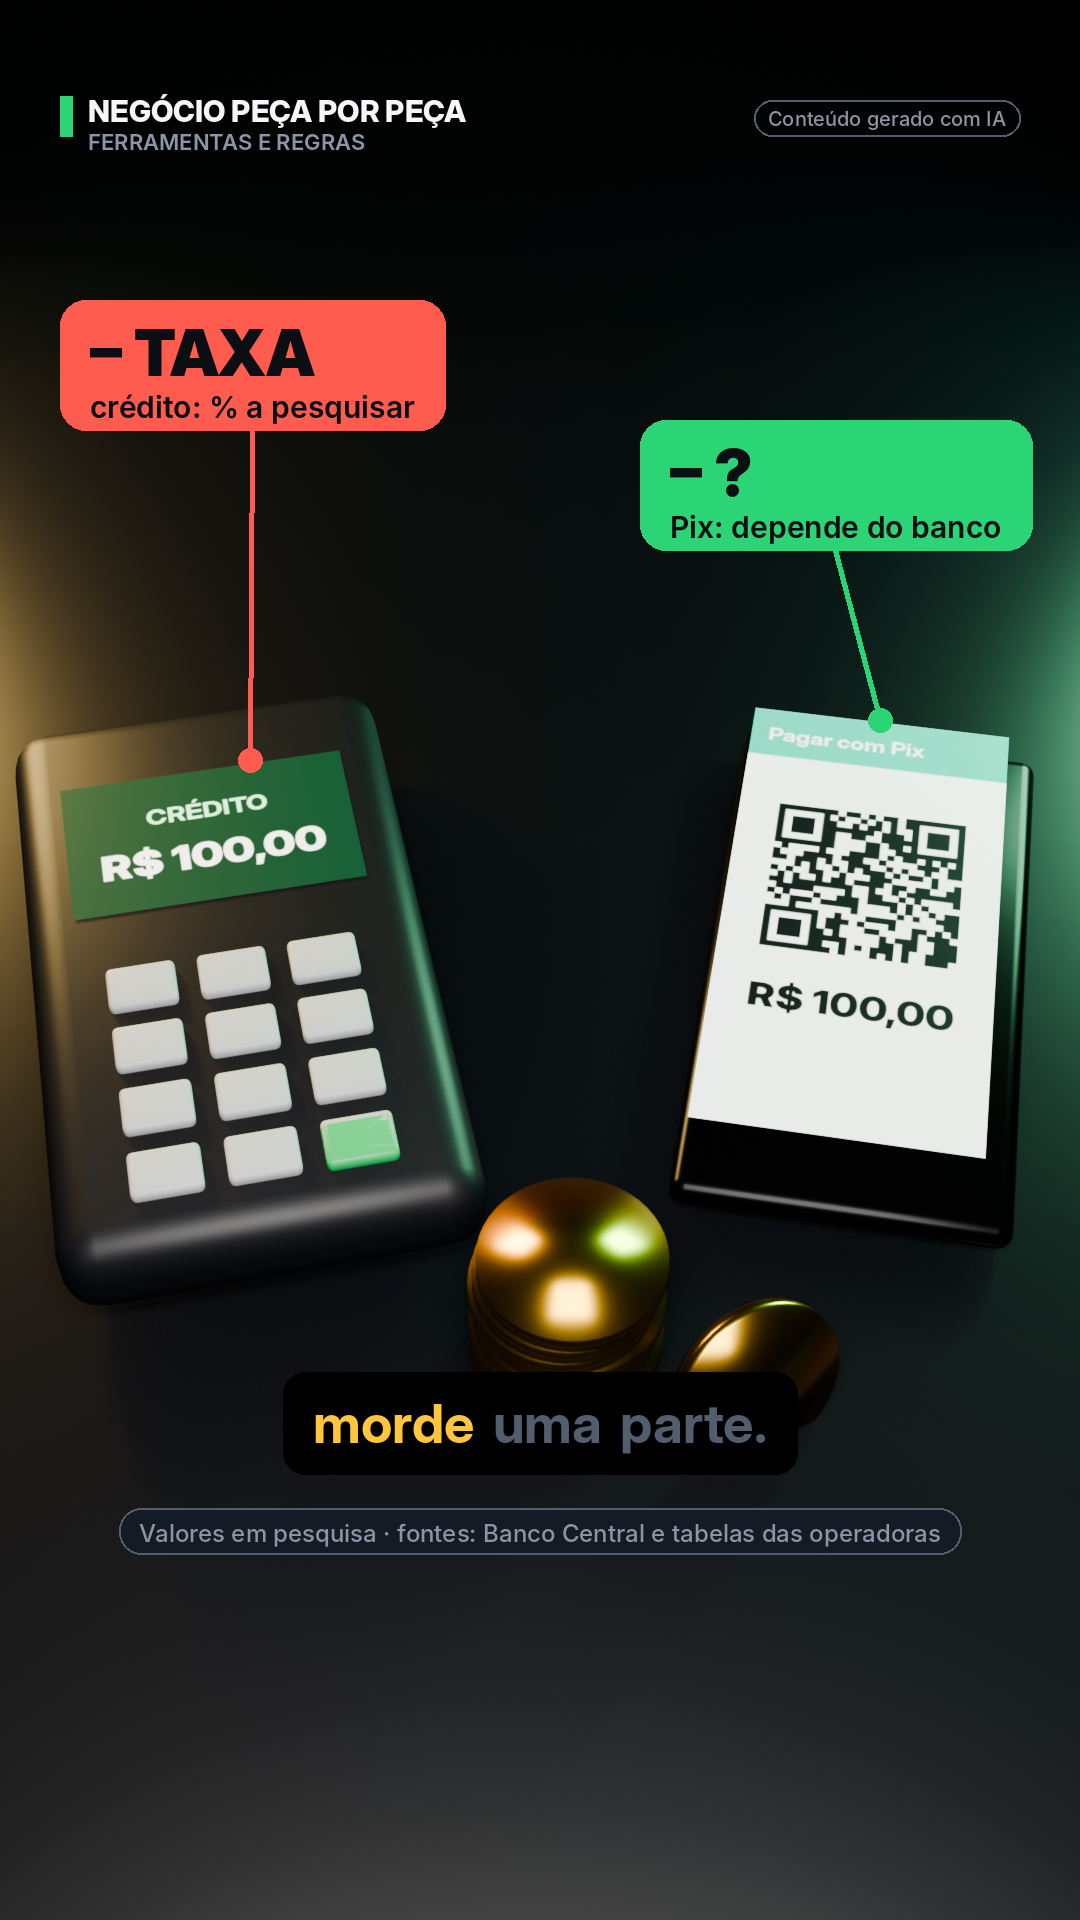 NEGÓCIO PEÇA POR PEÇA
FERRAMENTAS E REGRAS
Conteúdo gerado com IA
– TAXA
crédito: % a pesquisar
– ?
Pix: depende do banco
CRÉDITO
R$ 100,00
Pagar com Pix
R$ 100,00
morde uma parte.
Valores em pesquisa · fontes: Banco Central e tabelas das operadoras